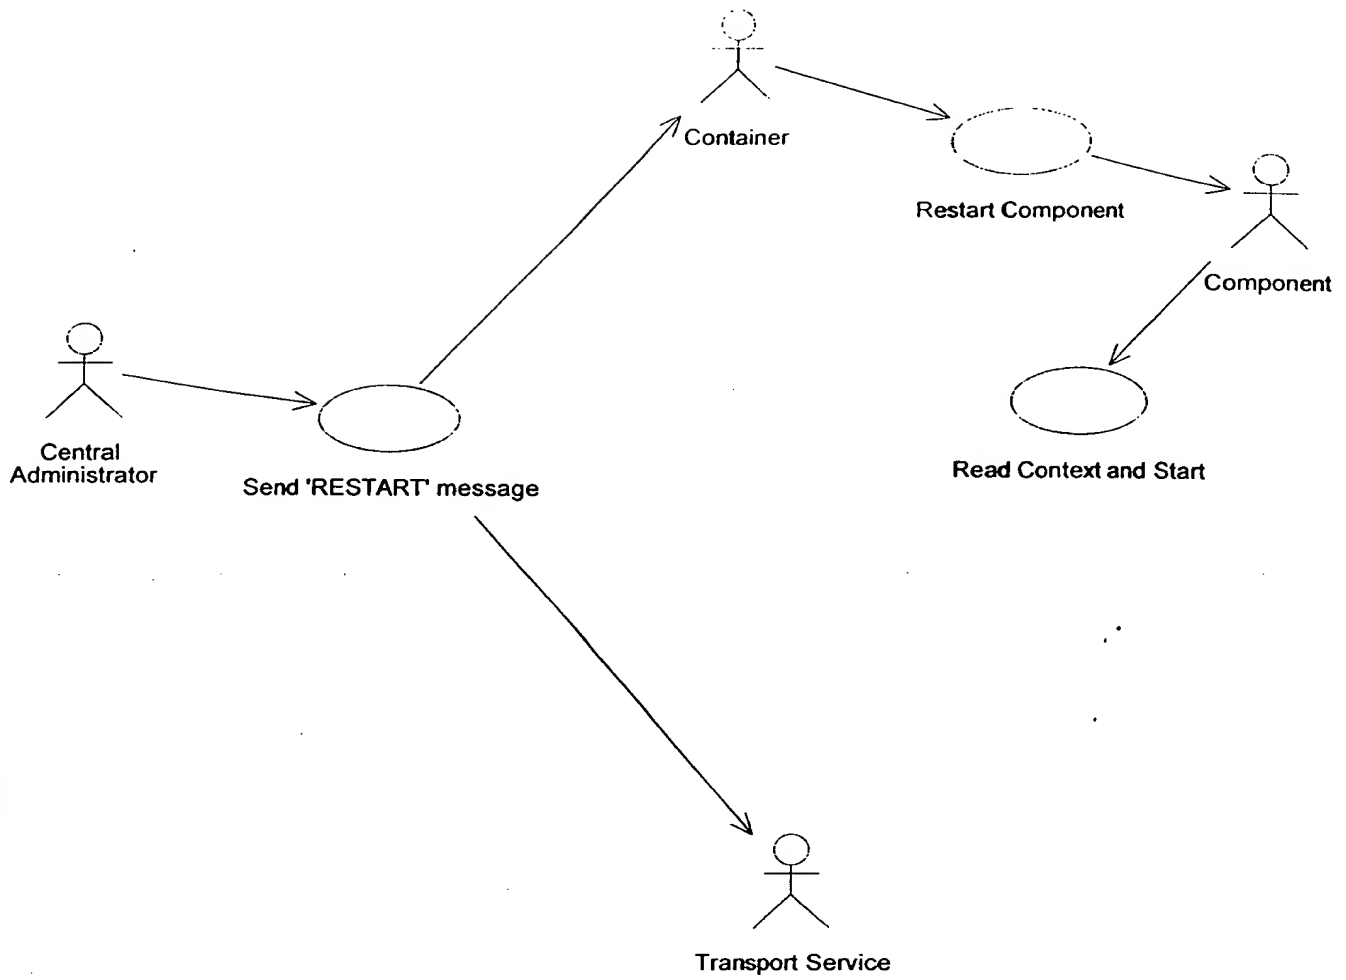 Container
Restart Component
Component
Central
Administrator
Send 'RESTART' message
Read Context and Start
Transport Service